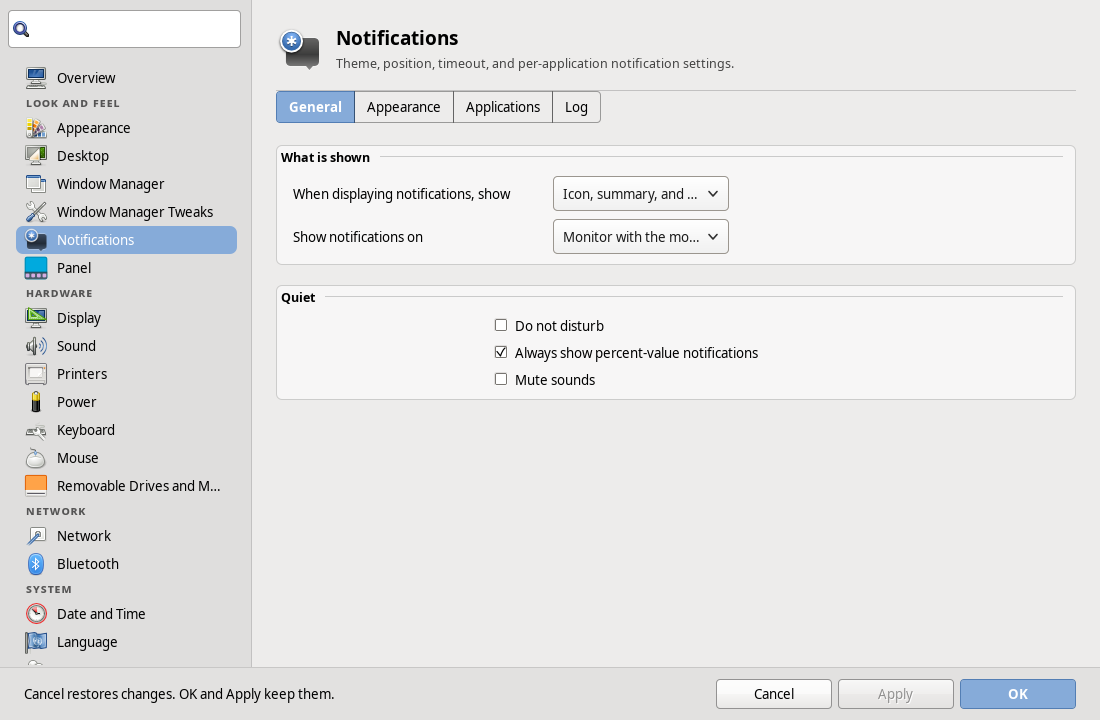 Overview
LOOK AND FEEL
Appearance
Desktop
Window Manager
Window Manager Tweaks
Notifications
Panel
HARDWARE
Display
Sound
Printers
Power
Keyboard
Mouse
Removable Drives and M...
NETWORK
Network
Bluetooth
SYSTEM
Date and Time
Language
Notifications
Theme, position, timeout, and per-application notification settings.
General Appearance Applications Log
What is shown
When displaying notifications, show Icon, summary, and ...
Show notifications on Monitor with the mo...
Quiet
Do not disturb
Always show percent-value notifications
Mute sounds
Cancel restores changes. OK and Apply keep them.
Cancel Apply OK